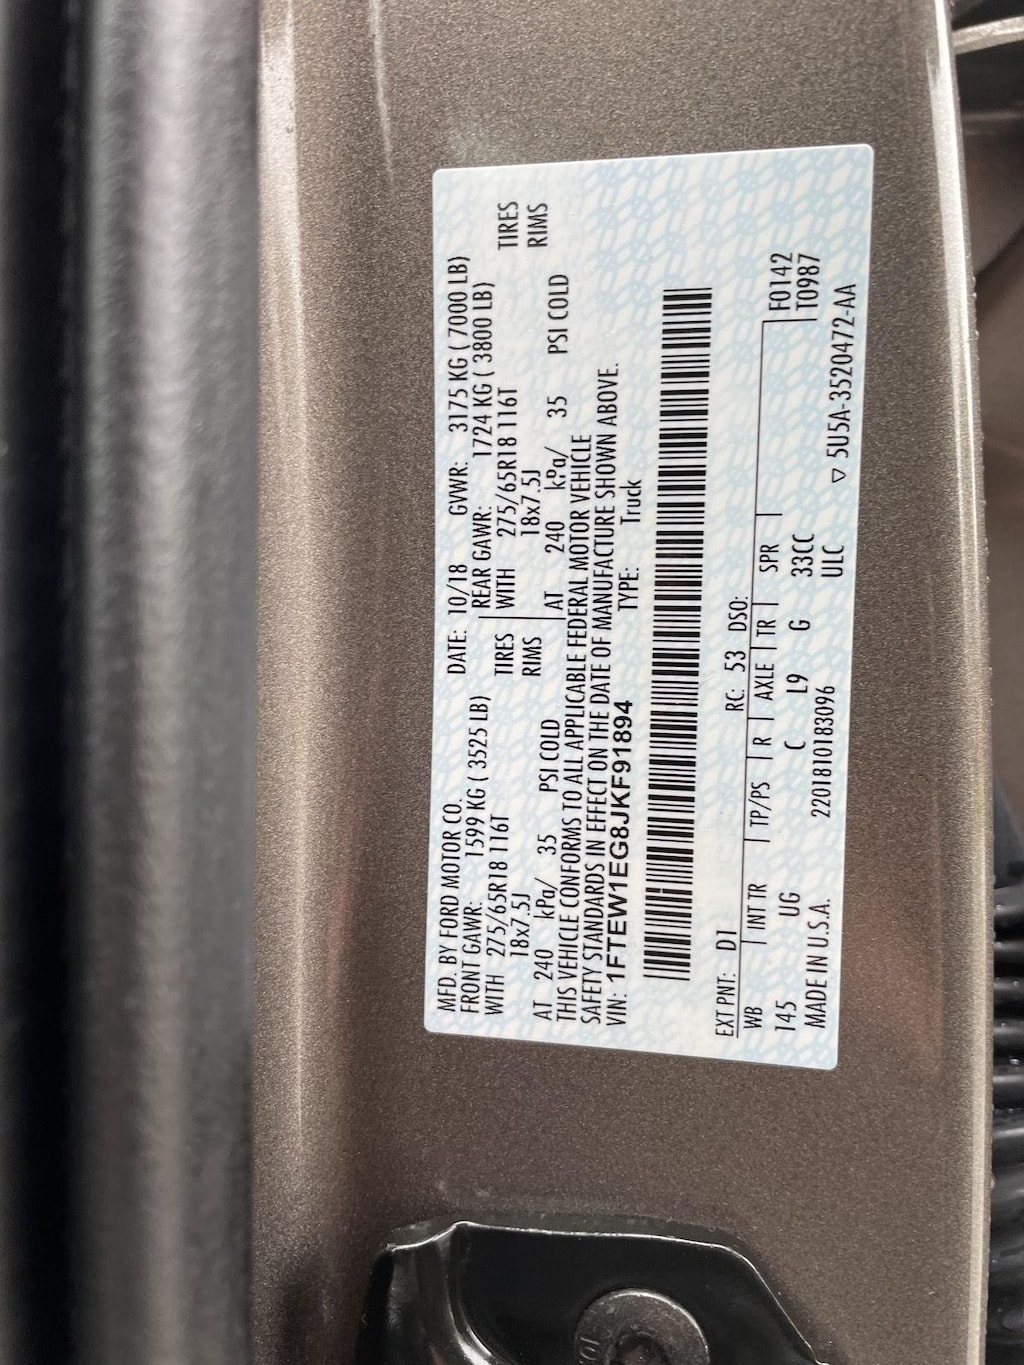 MFD. BY FORD MOTOR CO.
DATE: 10/18 GVWR: 3175 KG ( 7000 LB)
FRONT GAWR: 1599 KG ( 3525 LB)
REAR GAWR: 1724 KG ( 3800 LB)
WITH 275/65R18 116T TIRES
WITH 275/65R18 116T TIRES
18x7.5J RIMS
18x7.5J RIMS
AT 240 kPa/ 35 PSI COLD
AT 240 kPa/ 35 PSI COLD
THIS VEHICLE CONFORMS TO ALL APPLICABLE FEDERAL MOTOR VEHICLE
SAFETY STANDARDS IN EFFECT ON THE DATE OF MANUFACTURE SHOWN ABOVE.
VIN: 1FTEW1EG8JKF91894 TYPE: Truck
EXT PNT: D1 RC: 53 DSO:
WB INT TR TP/PS R AXLE TR SPR F0142
145 UG C L9 G 33CC T0987
MADE IN U.S.A. 2201810183096 ULC ▽ 5U5A-3520472-AA